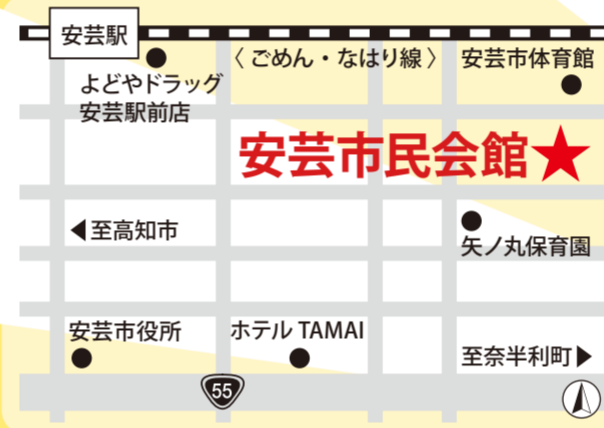 安芸駅
〈 ごめん・なはり線 〉
安芸市体育館
よどやドラッグ
安芸駅前店
安芸市民会館★
◀至高知市
矢ノ丸保育園
安芸市役所
ホテル TAMAI
至奈半利町▶
55